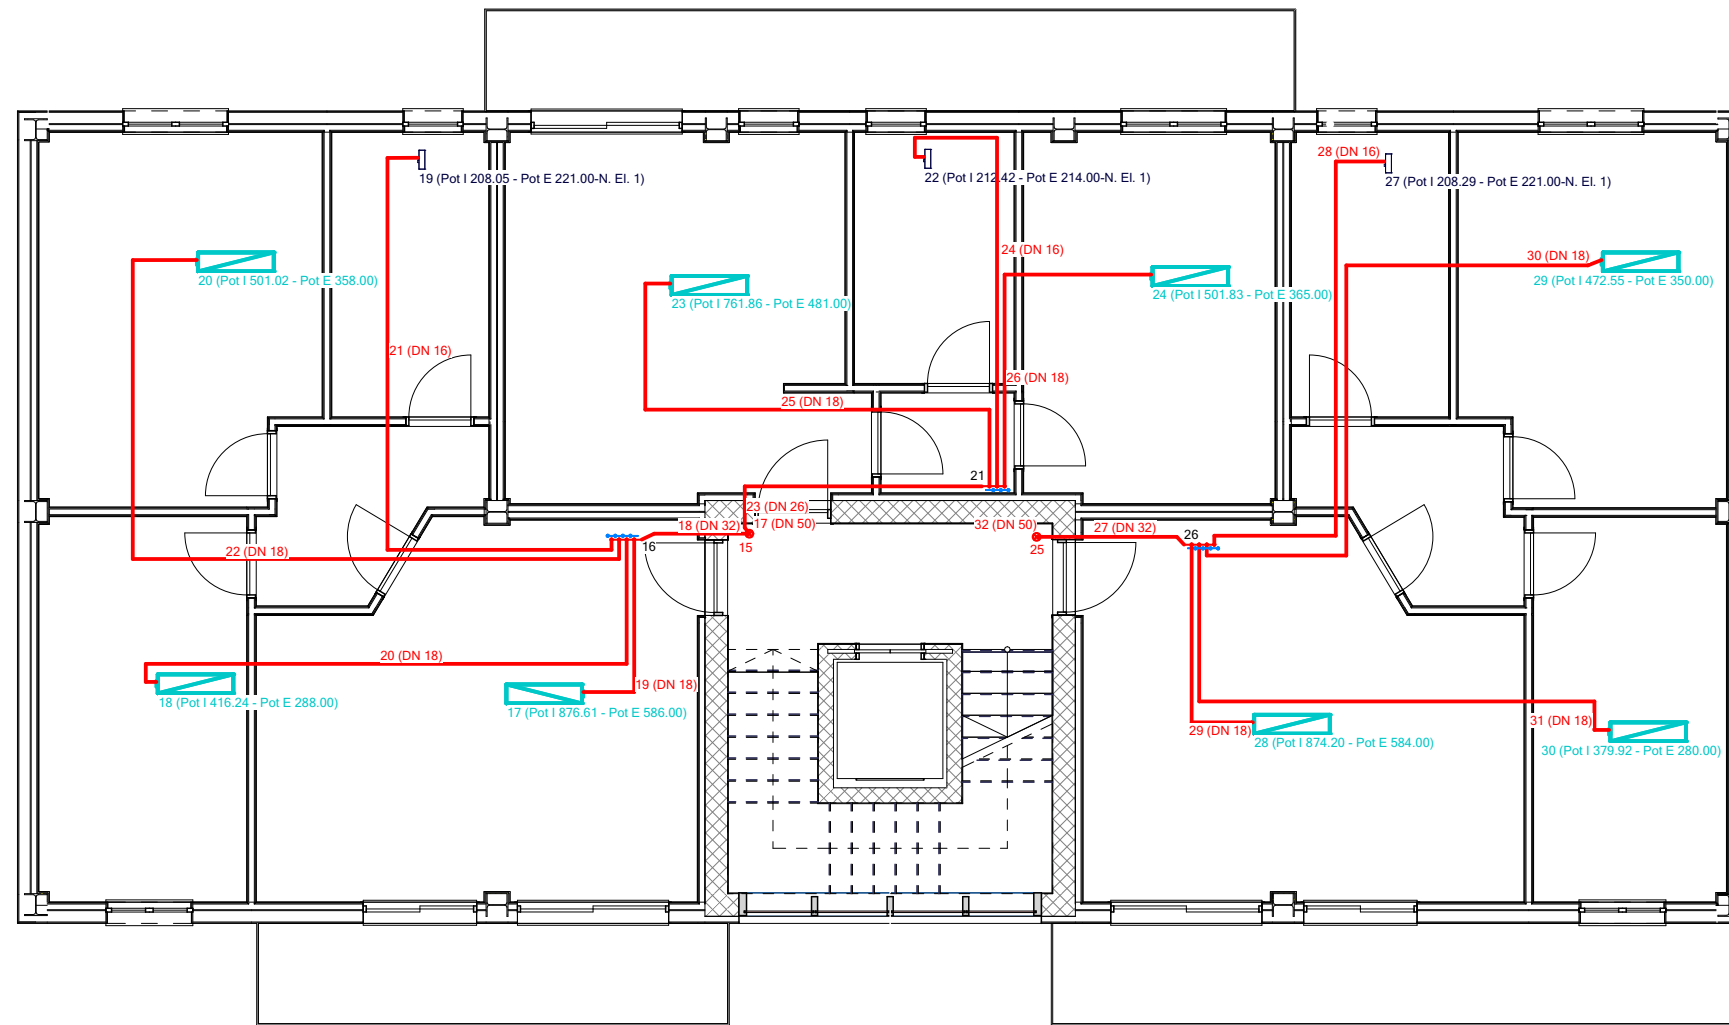 28 (DN 16)
19 (Pot I 208.05 - Pot E 221.00-N. El. 1)
22 (Pot I 212.42 - Pot E 214.00-N. El. 1)
27 (Pot I 208.29 - Pot E 221.00-N. El. 1)
24 (DN 16)
30 (DN 18)
20 (Pot I 501.02 - Pot E 358.00)
23 (Pot I 761.86 - Pot E 481.00)
24 (Pot I 501.83 - Pot E 365.00)
29 (Pot I 472.55 - Pot E 350.00)
21 (DN 16)
26 (DN 18)
25 (DN 18)
21
23 (DN 26)
18 (DN 32)
17 (DN 50)
32 (DN 50)
27 (DN 32)
26
22 (DN 18)
16
15
25
20 (DN 18)
19 (DN 18)
18 (Pot I 416.24 - Pot E 288.00)
17 (Pot I 876.61 - Pot E 586.00)
29 (DN 18)
31 (DN 18)
28 (Pot I 874.20 - Pot E 584.00)
30 (Pot I 379.92 - Pot E 280.00)